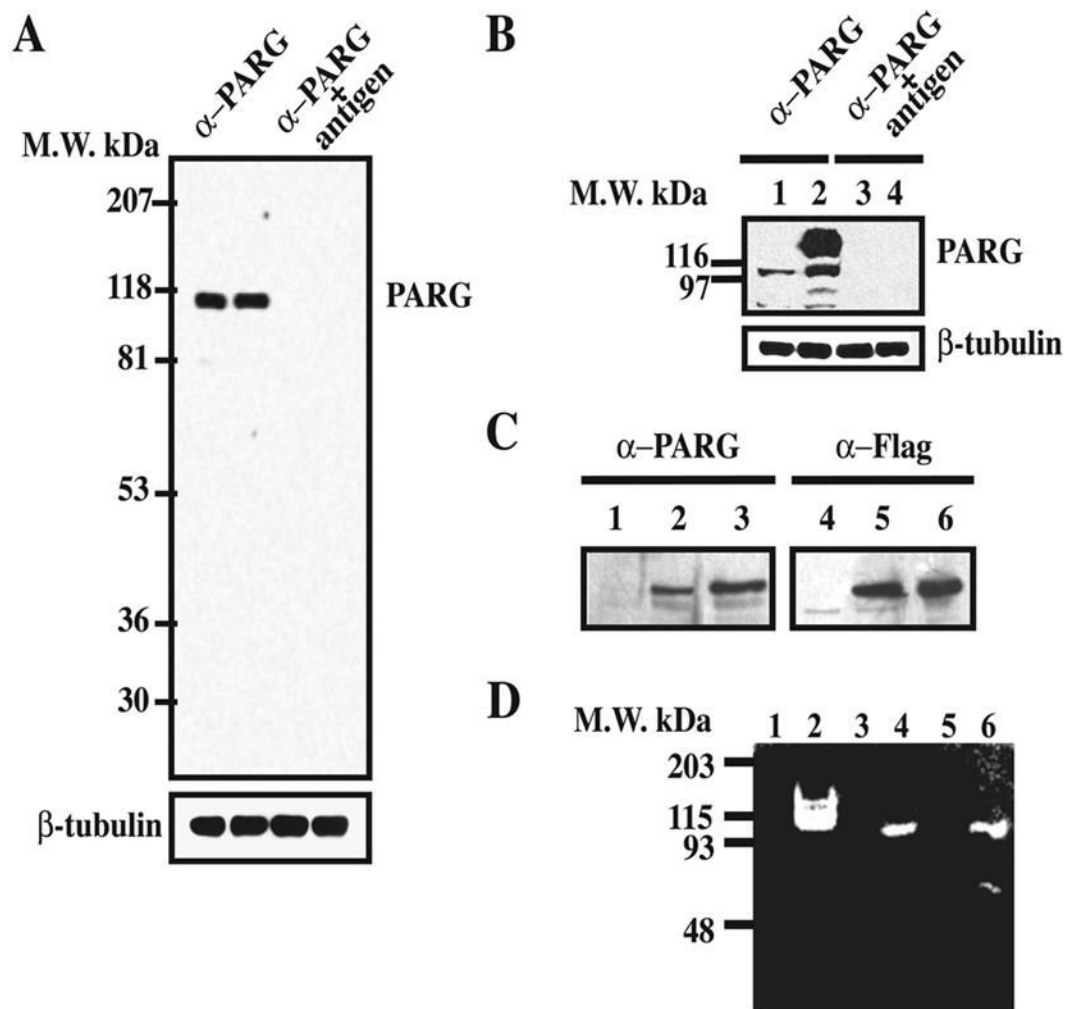 A
α–PARG
α–PARG
+
antigen
M.W. kDa
207
118
81
53
36
30
PARG
β-tubulin
B
α–PARG
α–PARG
+
antigen
M.W. kDa 1 2 3 4
116
97
PARG
β-tubulin
C
α–PARG α–Flag
1 2 3 4 5 6
D
M.W. kDa 1 2 3 4 5 6
203
115
93
48